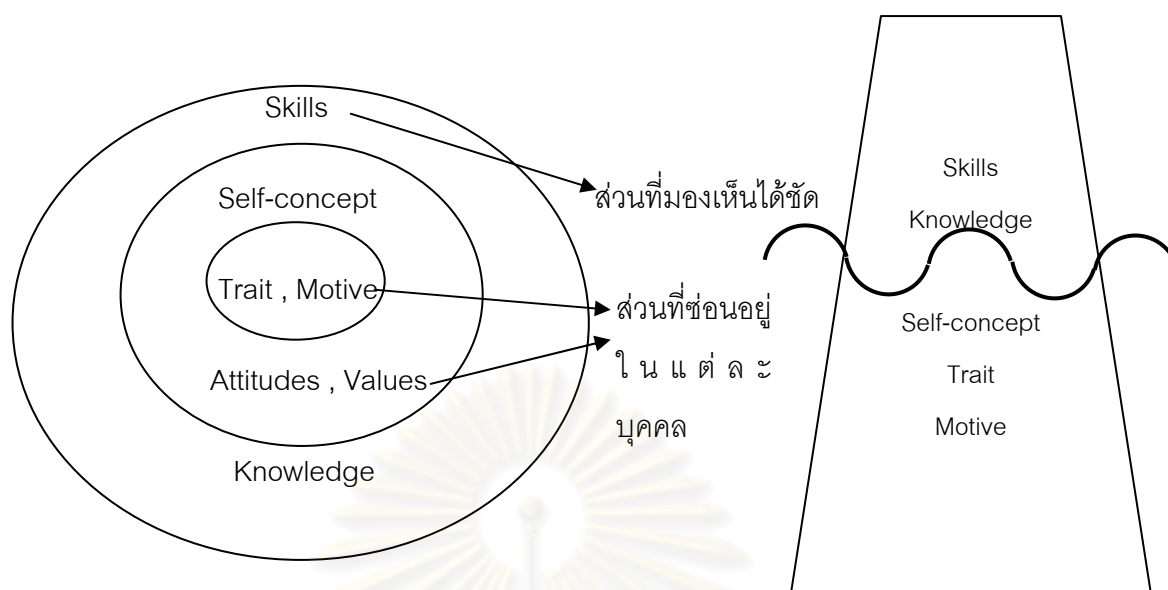 Skills
Self-concept
Trait , Motive
Attitudes , Values
Knowledge
ส่วนที่มองเห็นได้ชัด
ส่วนที่ซ่อนอยู่
ใ น แ ต่ ล ะ
บุคคล
Skills
Knowledge
Self-concept
Trait
Motive